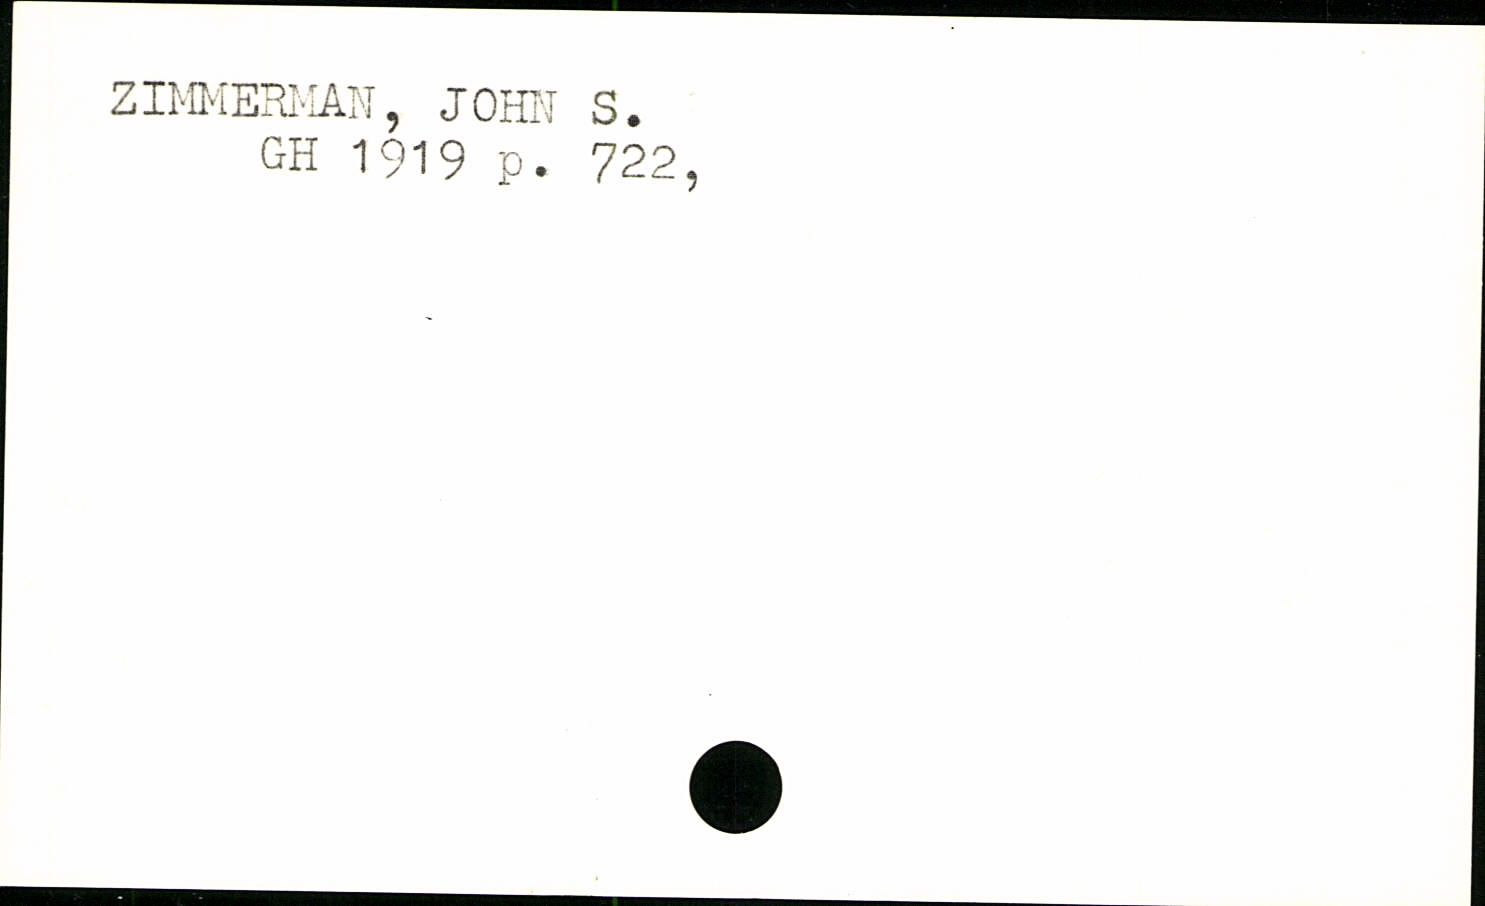 ZIMMERMAN, JOHN S.
GH 1919 p. 722,